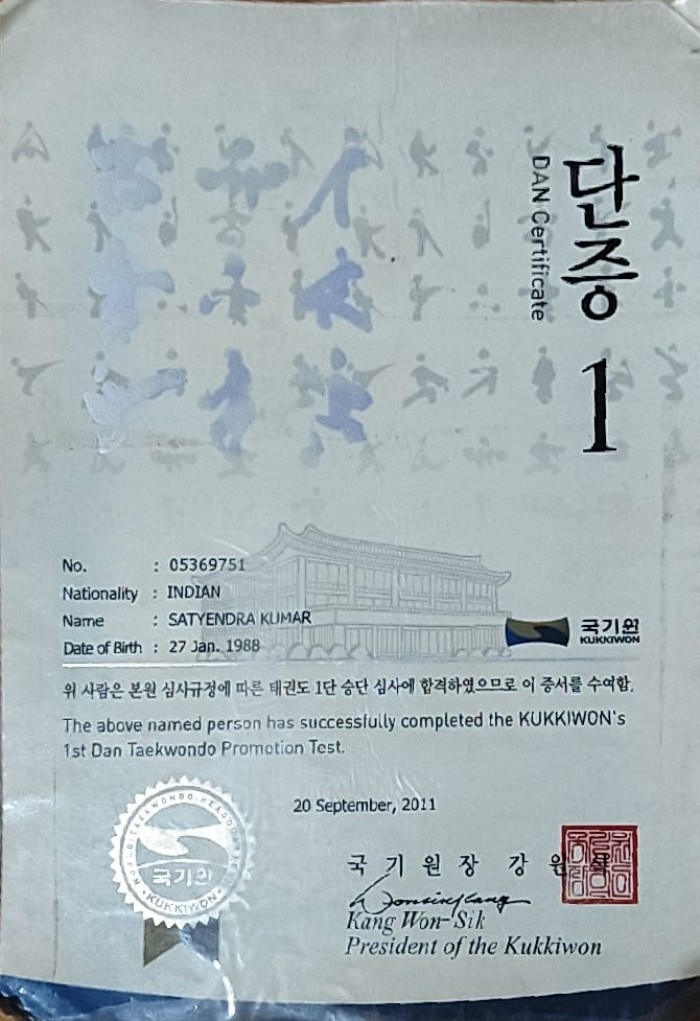 단증
DAN Certificate
1
No. : 05369751
Nationality : INDIAN
Name : SATYENDRA KUMAR
Date of Birth : 27 Jan. 1988
국기원
KUKKIWON
위 사람은 본원 심사규정에 따른 태권도 1단 승단 심사에 합격하였으므로 이 증서를 수여함.
The above named person has successfully completed the KUKKIWON's
1st Dan Taekwondo Promotion Test.
20 September, 2011
국기원
KUKKIWON
국 기 원 장 강 원 식
Kang Won-Sik
President of the Kukkiwon